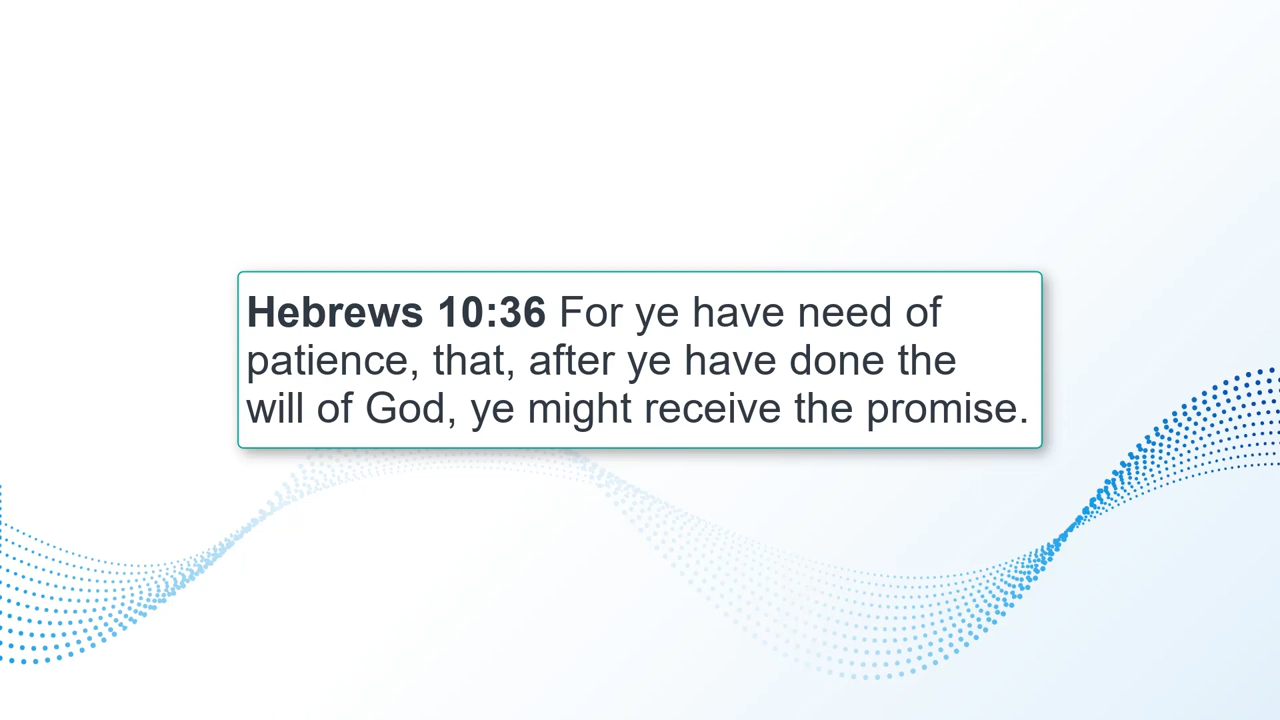 Hebrews 10:36 For ye have need of
patience, that, after ye have done the
will of God, ye might receive the promise.